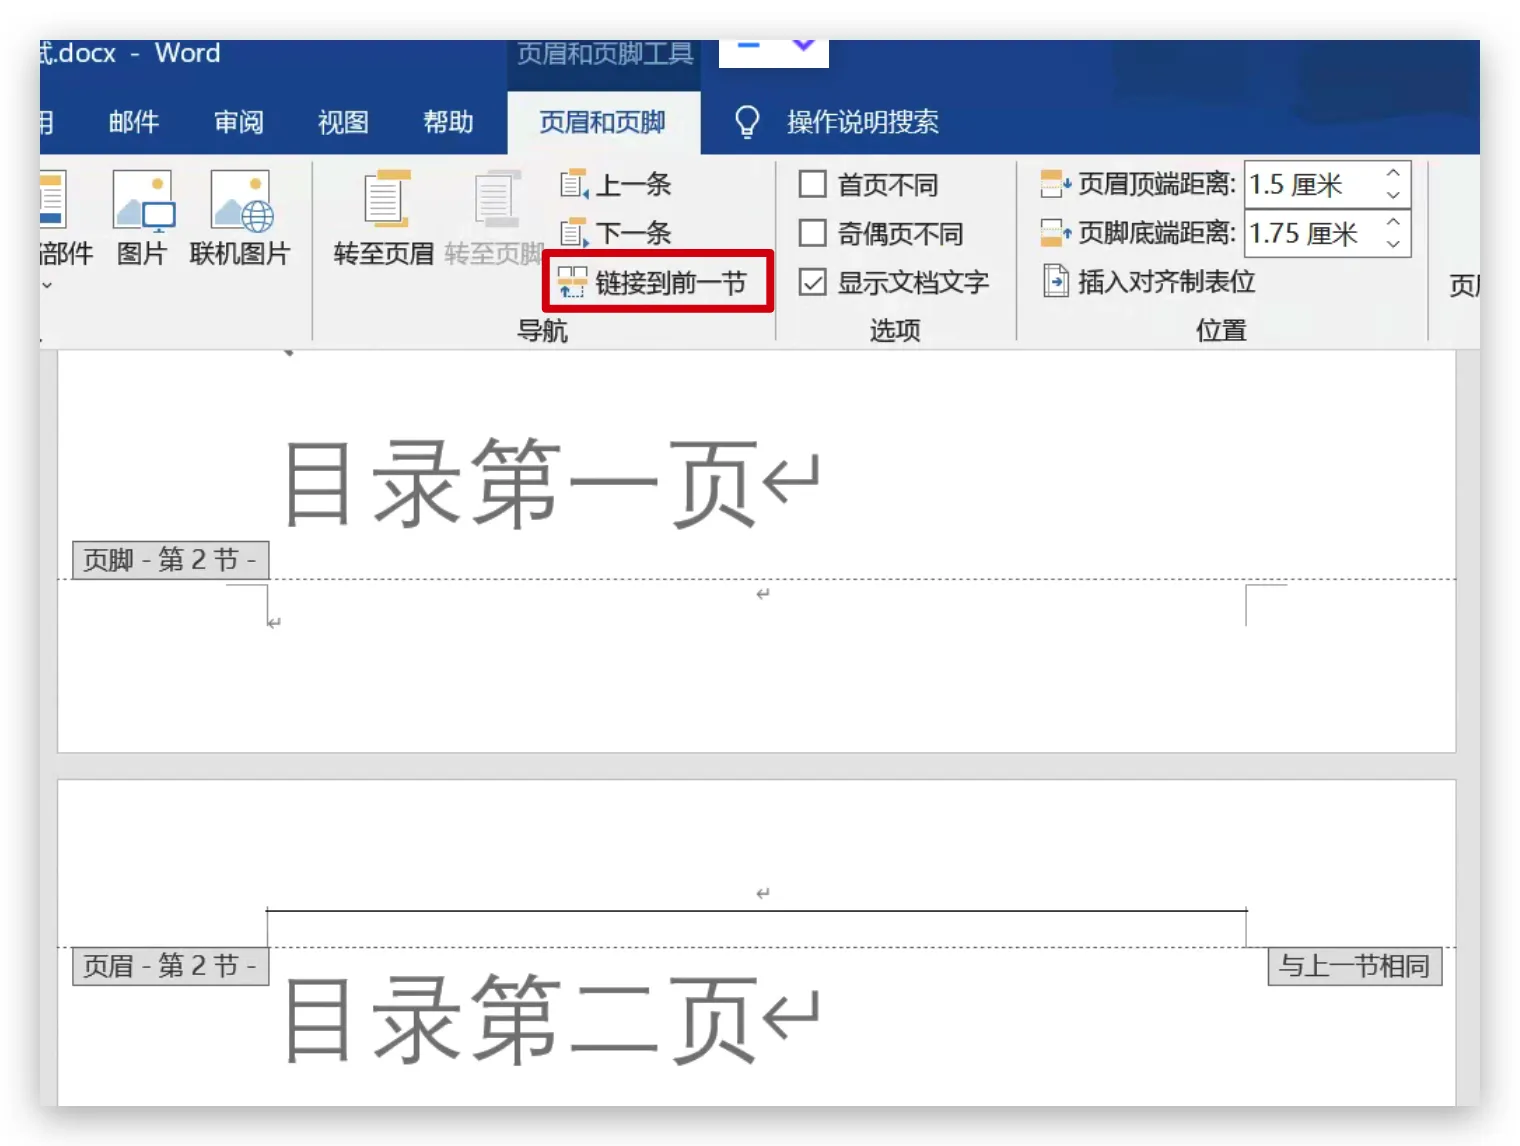 .docx - Word
页眉和页脚工具
邮件 审阅 视图 帮助 页眉和页脚 操作说明搜索
部件 图片 联机图片
转至页眉 转至页脚
上一条
下一条
链接到前一节
导航
首页不同
奇偶页不同
显示文档文字
选项
页眉顶端距离: 1.5 厘米
页脚底端距离: 1.75 厘米
插入对齐制表位
位置
目录第一页↵
页脚 - 第 2 节 -
↵
↵
↵
页眉 - 第 2 节 -
与上一节相同
目录第二页↵